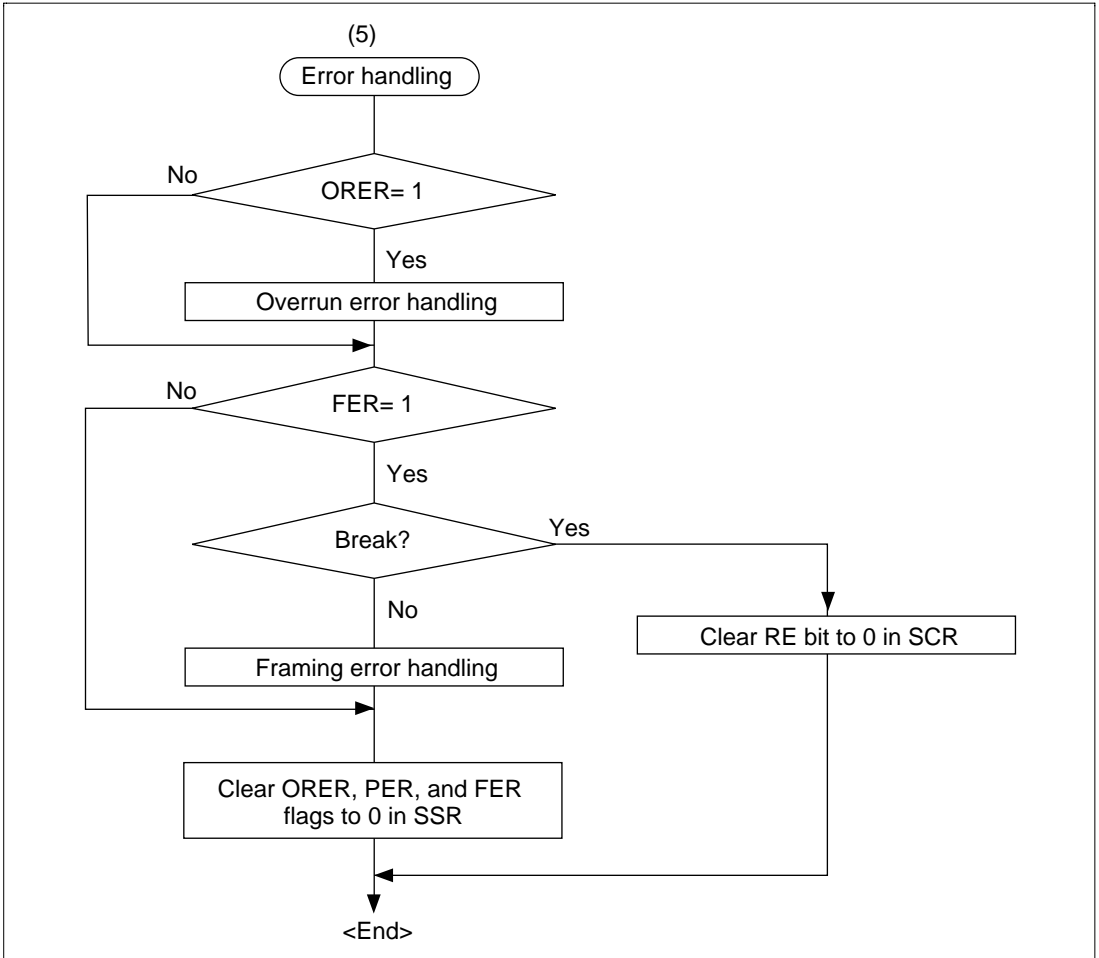 (5)
Error handling
No
ORER= 1
Yes
Overrun error handling
No
FER= 1
Yes
Break?
Yes
No
Clear RE bit to 0 in SCR
Framing error handling
Clear ORER, PER, and FER
flags to 0 in SSR
<End>